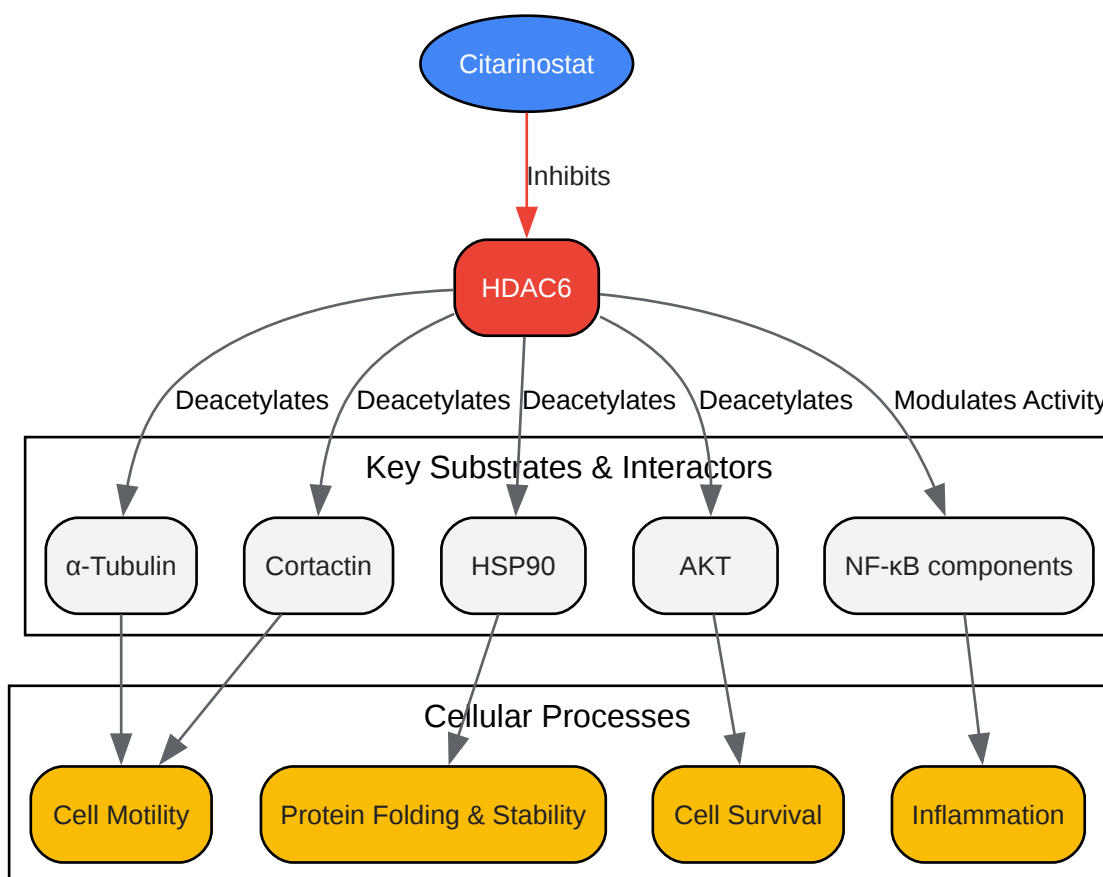 Citarinostat
Inhibits
HDAC6
Deacetylates
Deacetylates
Deacetylates
Deacetylates
Modulates Activity
Key Substrates & Interactors
α-Tubulin
Cortactin
HSP90
AKT
NF-κB components
Cellular Processes
Cell Motility
Protein Folding & Stability
Cell Survival
Inflammation